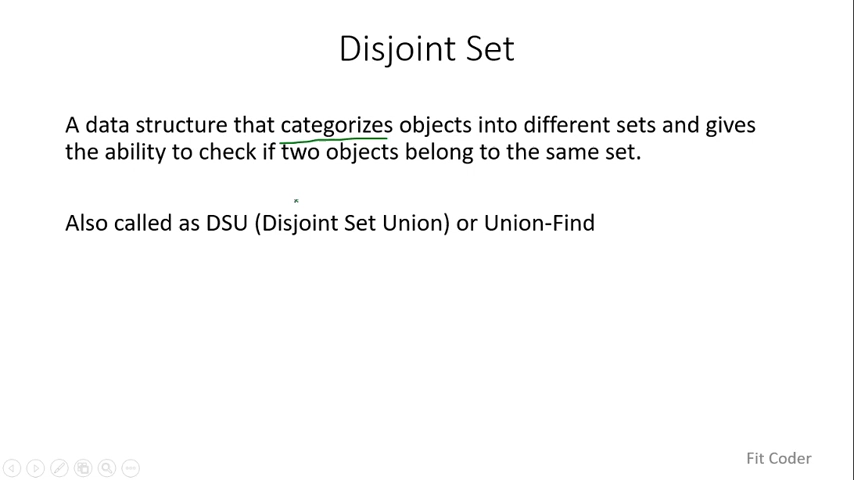 Disjoint Set
A data structure that categorizes objects into different sets and gives
the ability to check if two objects belong to the same set.
Also called as DSU (Disjoint Set Union) or Union-Find
Fit Coder